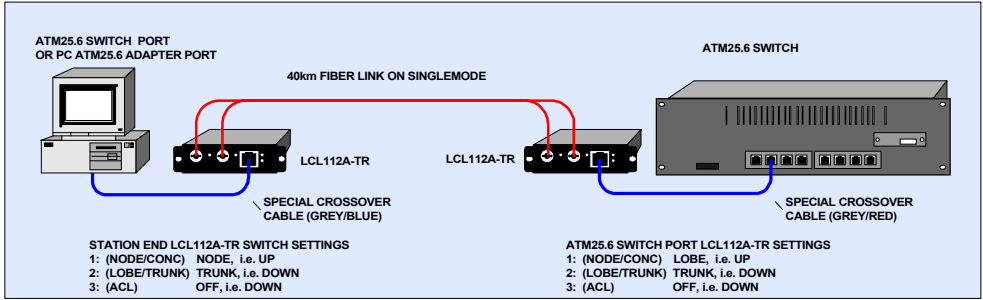 ATM25.6 SWITCH PORT
OR PC ATM25.6 ADAPTER PORT
ATM25.6 SWITCH
40km FIBER LINK ON SINGLEMODE
LCL112A-TR
LCL112A-TR
SPECIAL CROSSOVER
CABLE (GREY/BLUE)
SPECIAL CROSSOVER
CABLE (GREY/RED)
STATION END LCL112A-TR SWITCH SETTINGS
1: (NODE/CONC) NODE, i.e. UP
2: (LOBE/TRUNK) TRUNK, i.e. DOWN
3: (ACL) OFF, i.e. DOWN
ATM25.6 SWITCH PORT LCL112A-TR SETTINGS
1: (NODE/CONC) LOBE, i.e. UP
2: (LOBE/TRUNK) TRUNK, i.e. DOWN
3: (ACL) OFF, i.e. DOWN